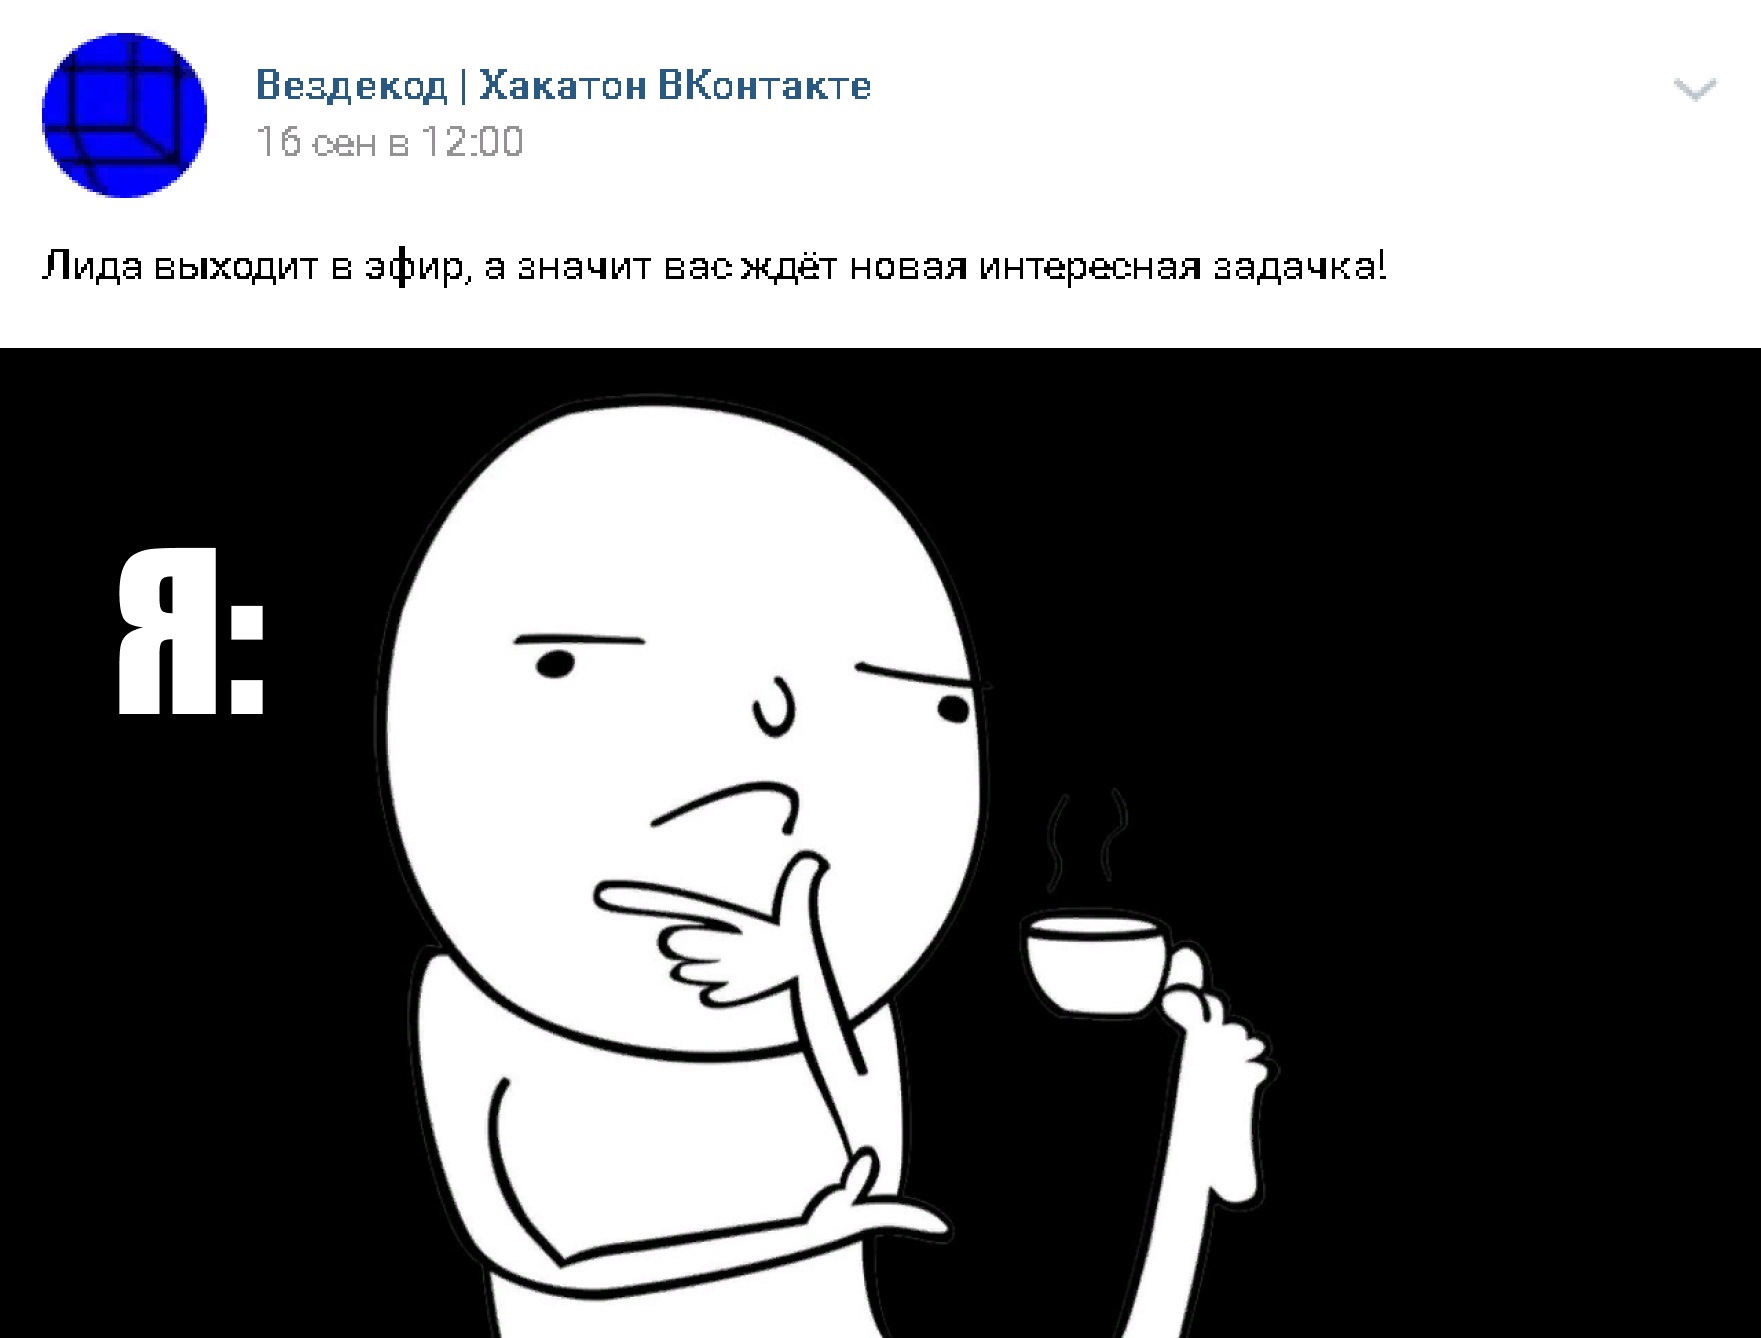 Вездекод | Хакатон ВКонтакте
16 сен в 12:00
Лида выходит в эфир, а значит вас ждёт новая интересная задачка!
Я: